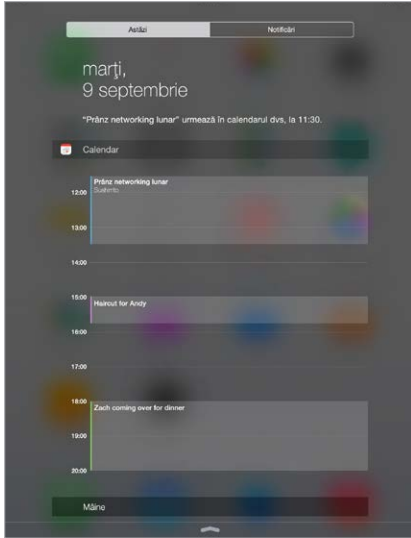 Astăzi
Notificări
marți,
9 septembrie
"Prânz networking lunar" urmează în calendarul dvs, la 11:30.
Calendar
Prânz networking lunar
12:00
13:00
14:00
15:00
Haircut for Andy
16:00
17:00
18:00
Zach coming over for dinner
19:00
20:00
Mâine